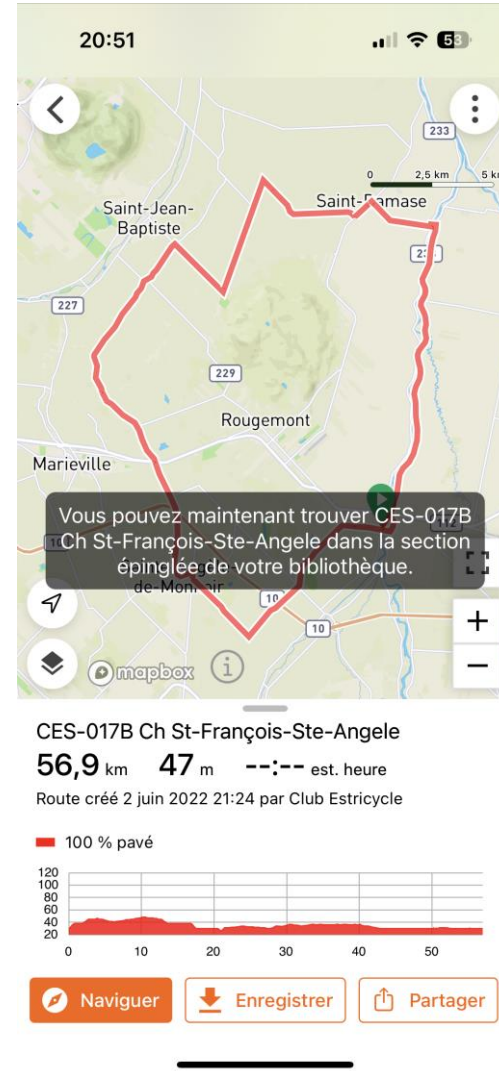 20:51
53
233
0 2,5 km 5 k
Saint-Jean-
Baptiste
Saint-Damase
227
229
Rougemont
Marieville
Vous pouvez maintenant trouver CES-017B
Ch St-François-Ste-Angele dans la section
épinglée de votre bibliothèque.
112
10
de-Monnoir
10
10
mapbox
CES-017B Ch St-François-Ste-Angele
56,9 km 47 m --:-- est. heure
Route créé 2 juin 2022 21:24 par Club Estricycle
100 % pavé
120
100
80
60
40
20
0 10 20 30 40 50
Naviguer Enregistrer Partager